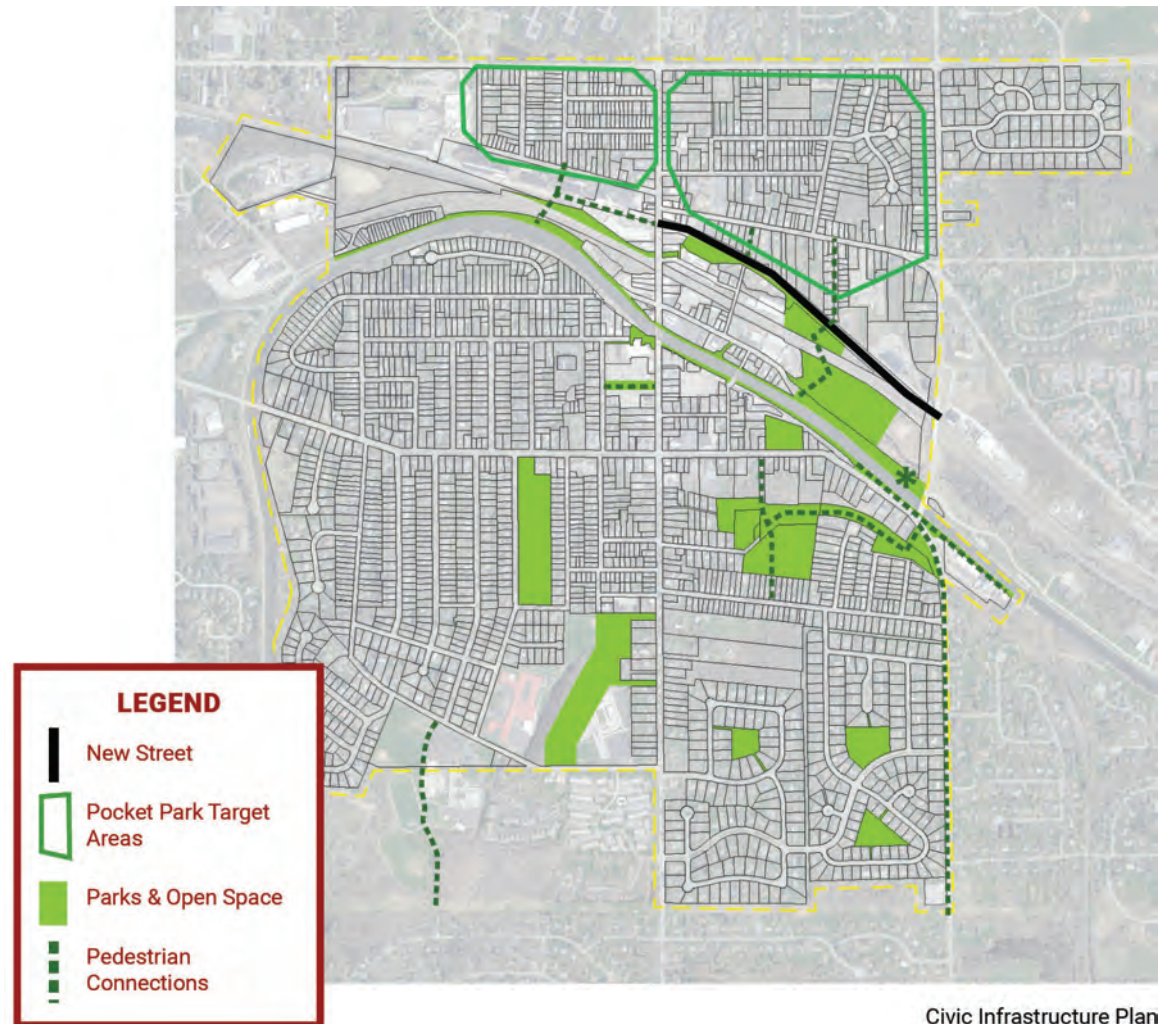 LEGEND
New Street
Pocket Park Target
Areas
Parks & Open Space
Pedestrian
Connections
Civic Infrastructure Plan